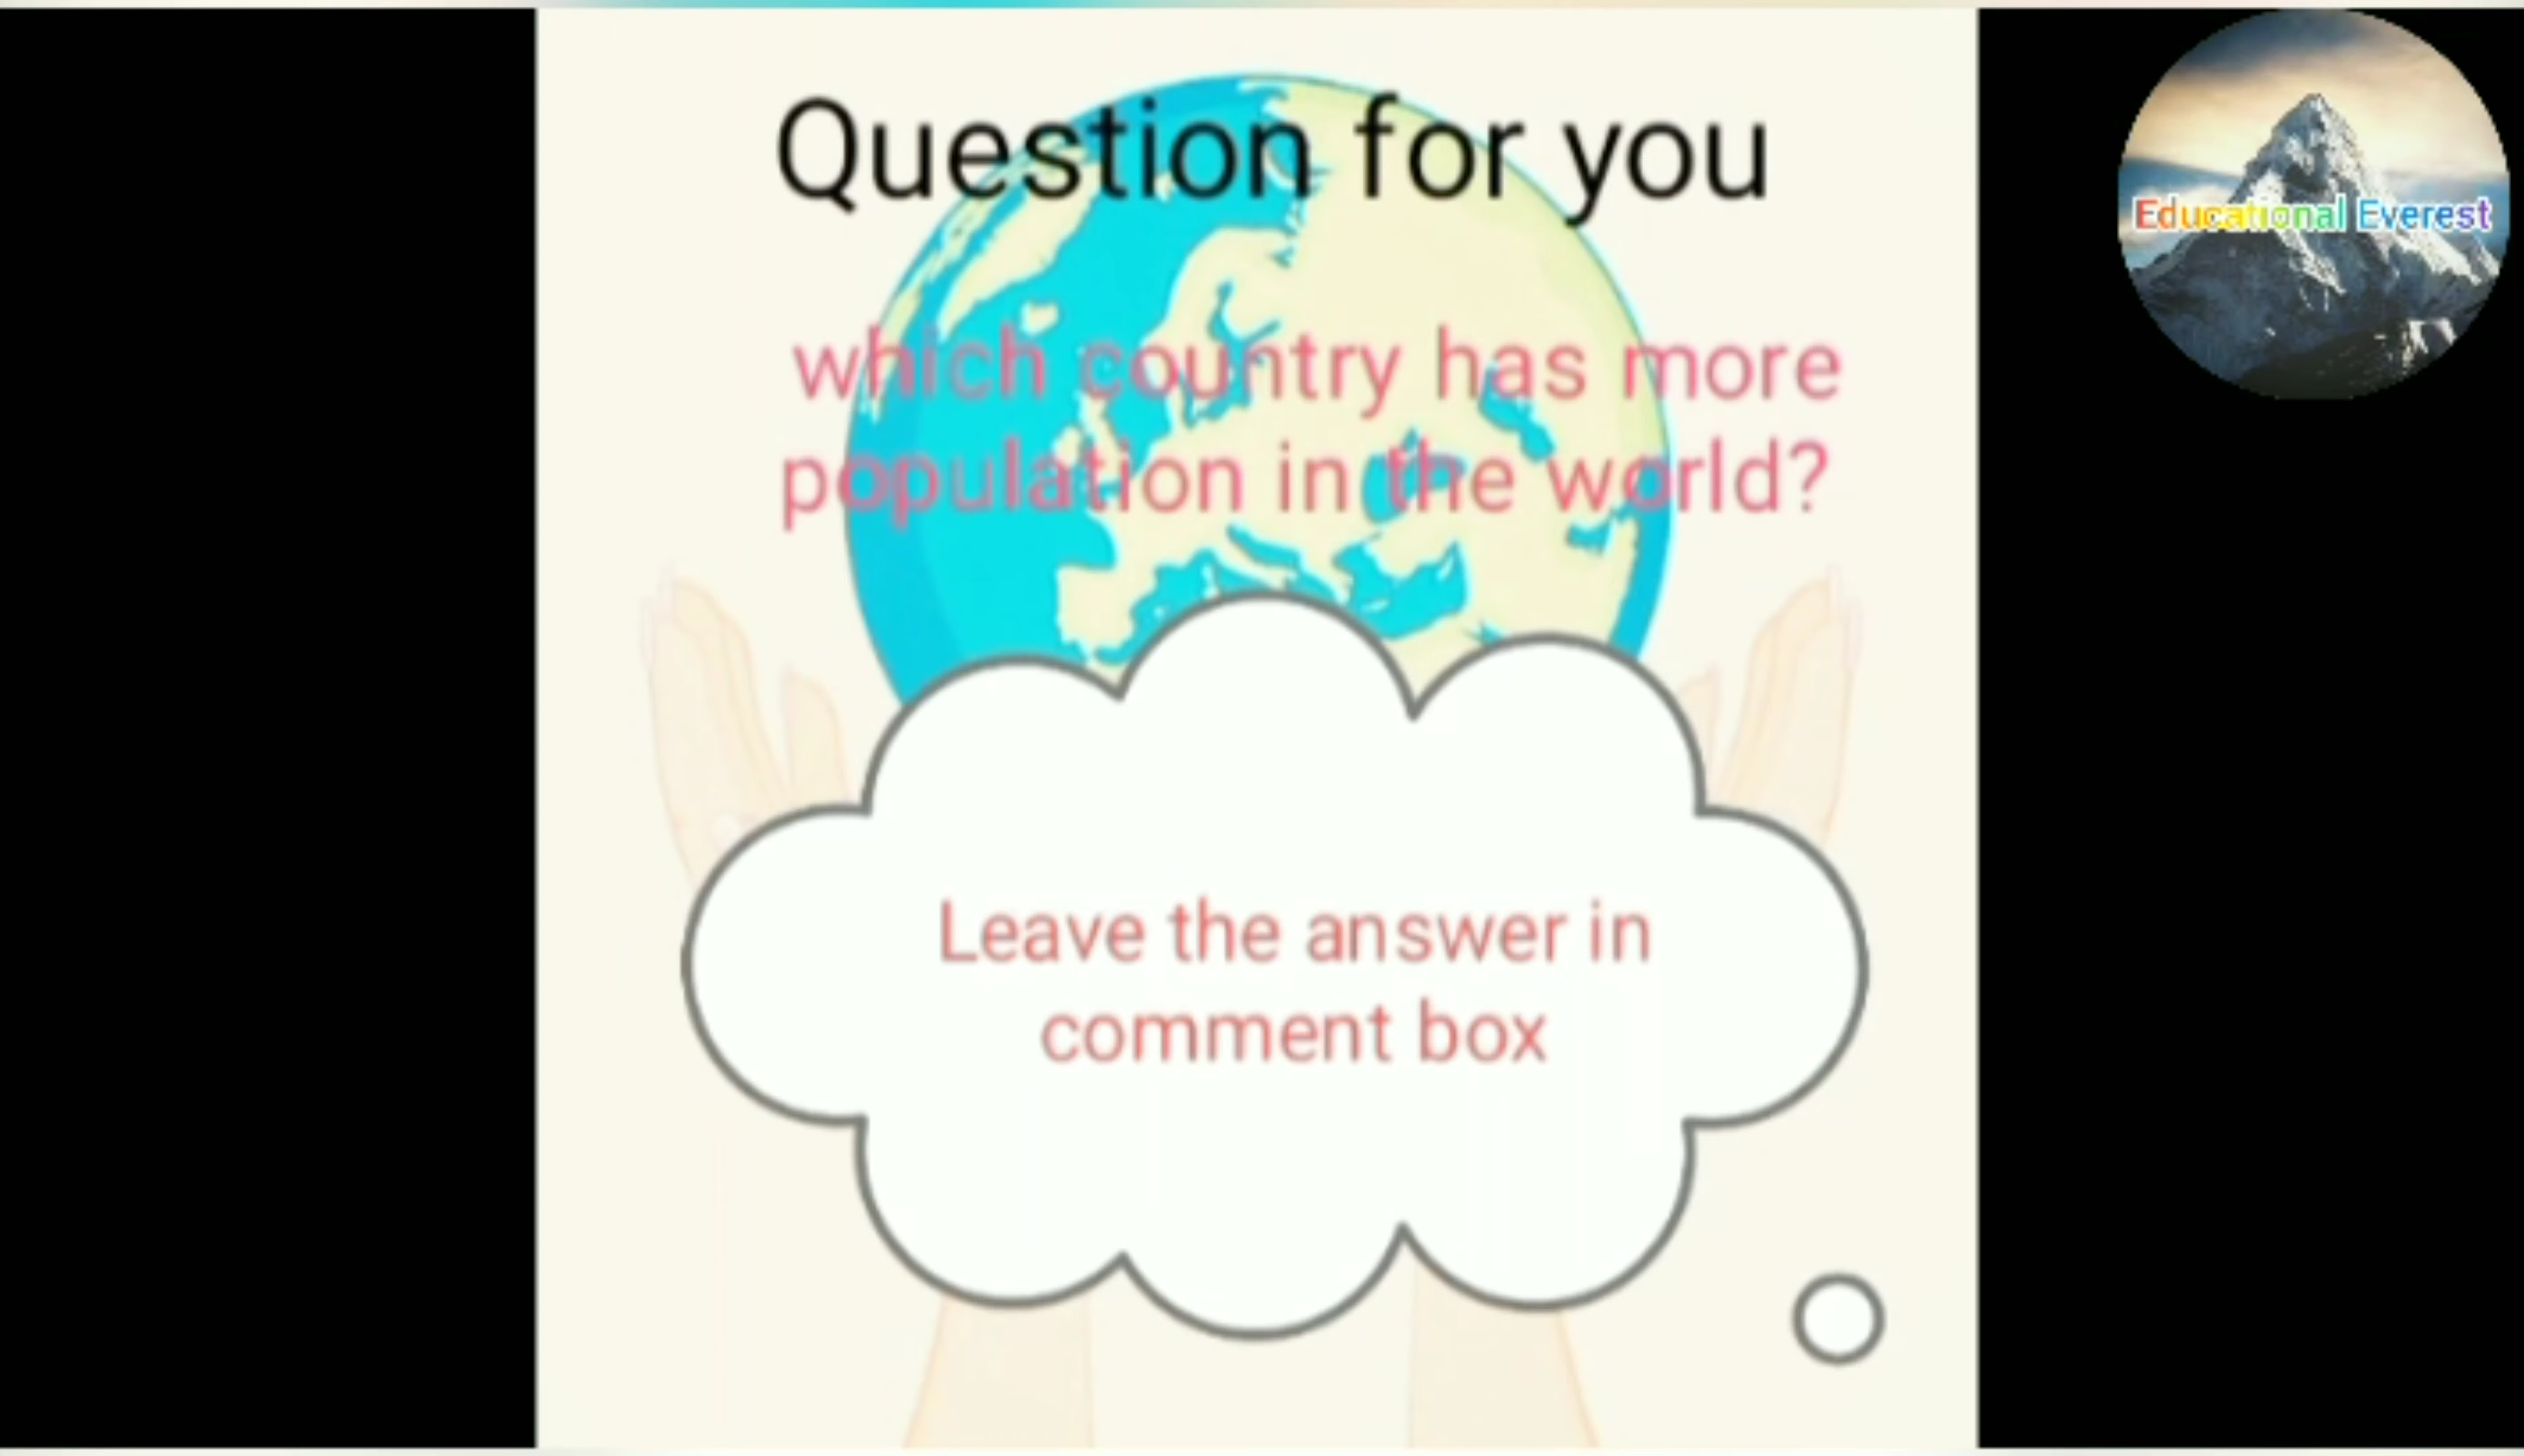 Question for you
Educational Everest
which country has more
population in the world?
Leave the answer in
comment box